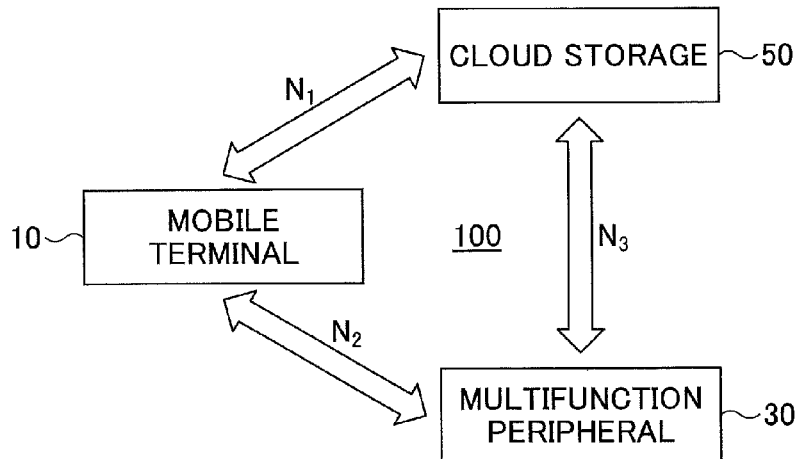 CLOUD STORAGE
50
N₁
MOBILE
TERMINAL
10
100
N₃
N₂
MULTIFUNCTION
PERIPHERAL
30